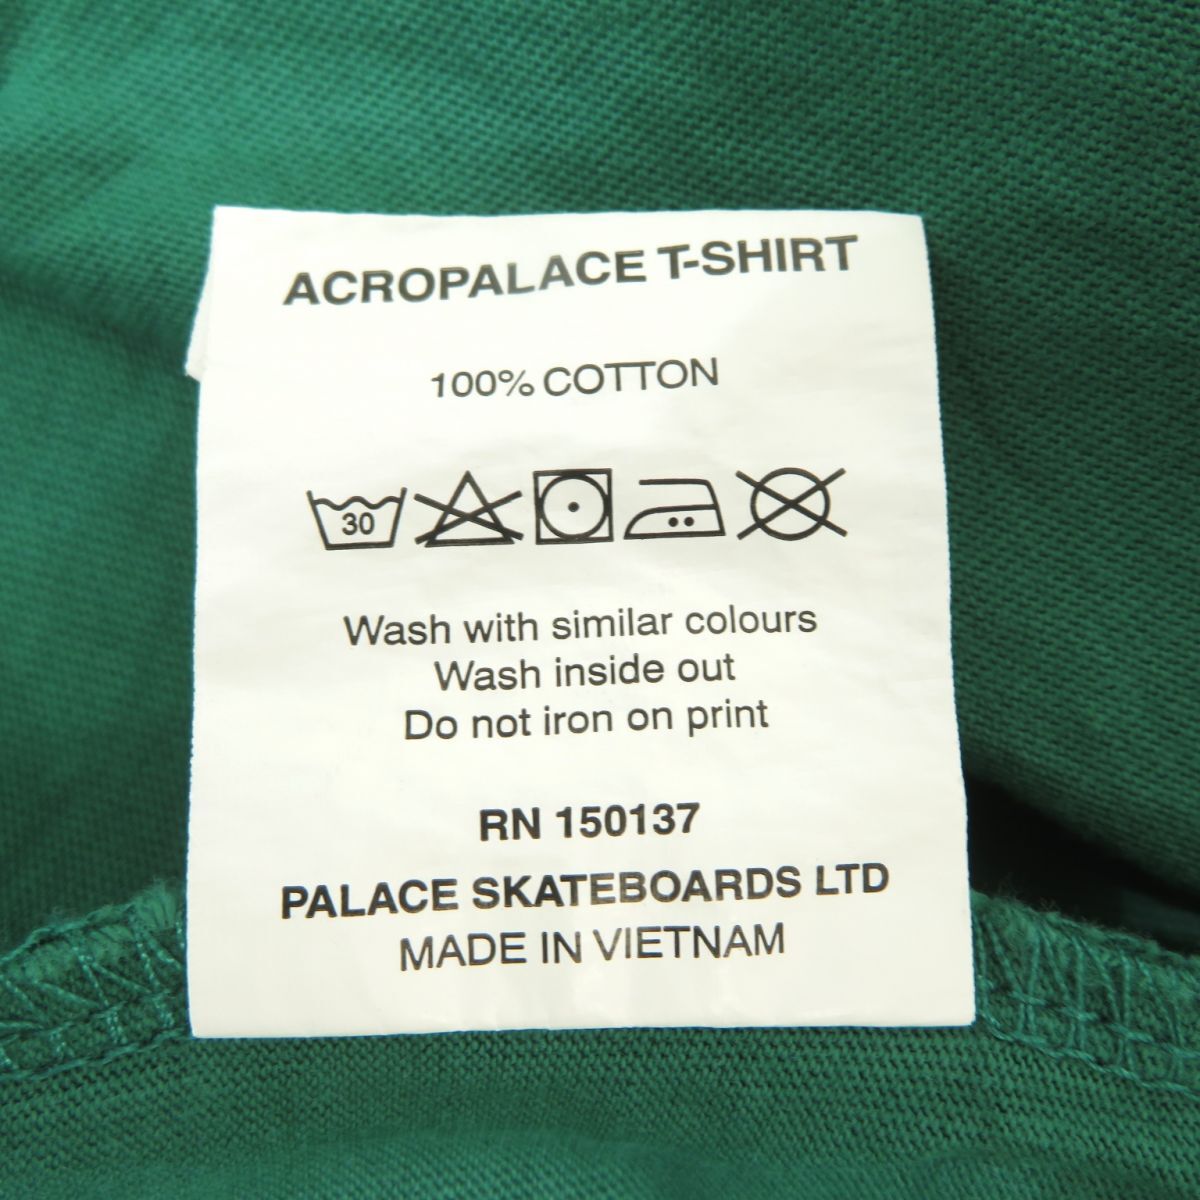 ACROPALACE T-SHIRT
100% COTTON
30
Wash with similar colours
Wash inside out
Do not iron on print
RN 150137
PALACE SKATEBOARDS LTD
MADE IN VIETNAM